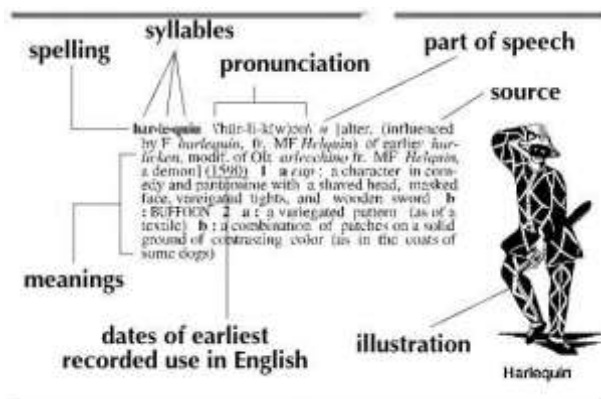 syllables
spelling
part of speech
pronunciation
source
har·le·quin \'här-li-k(w)ən\ n [alter. (influenced
by F harlequin, fr. MF Helquin) of earlier har-
licken, modif. of OIt arlecchino fr. MF Helquin,
a demon] (1590) 1 a cap : a character in com-
edy and pantomime with a shaved head, masked
face, variegated tights, and wooden sword b
: BUFFOON 2 a : a variegated pattern (as of a
textile) b : a combination of patches on a solid
ground of contrasting color (as in the coats of
some dogs)
meanings
dates of earliest
recorded use in English
illustration
Harlequin